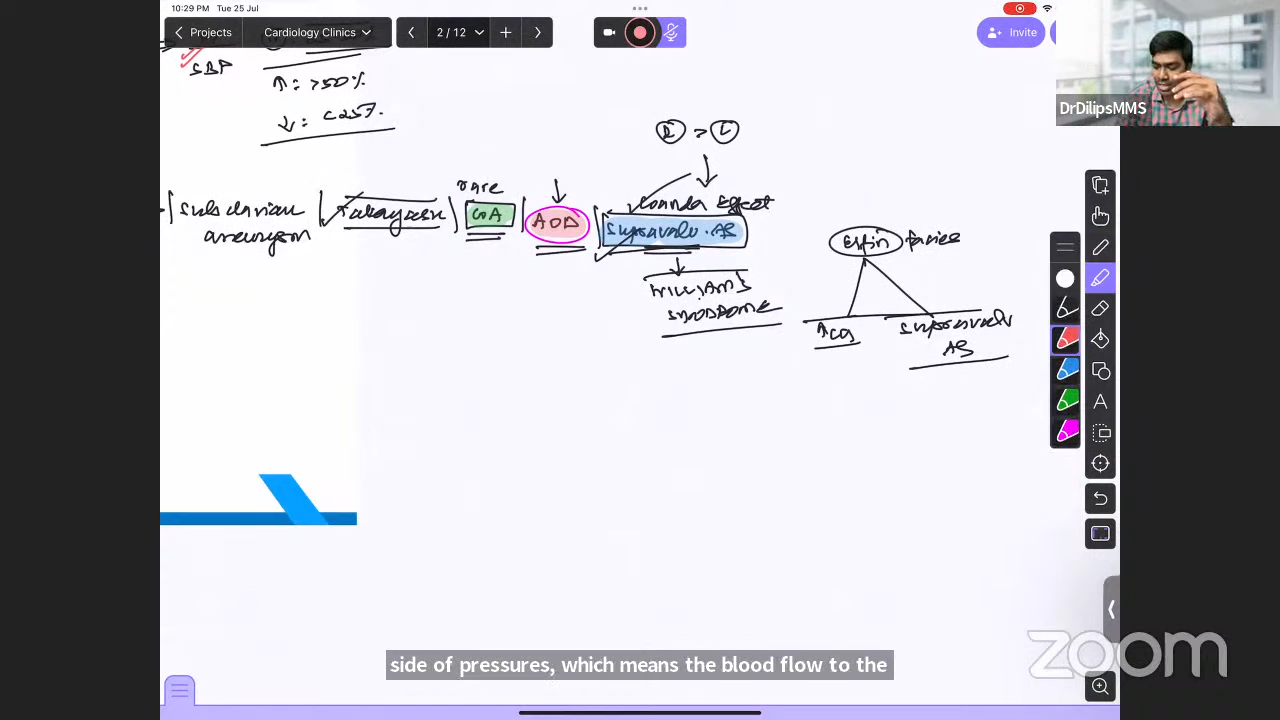 10:29 PM Tue 25 Jul
Projects
Cardiology Clinics
2 / 12
Invite
DrDilipsMMS
SBP
↑: >50%
↓: <25%.
R > L
Coanda Effect
Subclavian
aneurysm
Takayasu
rare
COA
AOD
Supravalv. AS
WILLIAM'S
SYNDROME
Elfin facies
↑Ca
Supravalv
AS
side of pressures, which means the blood flow to the
zoom